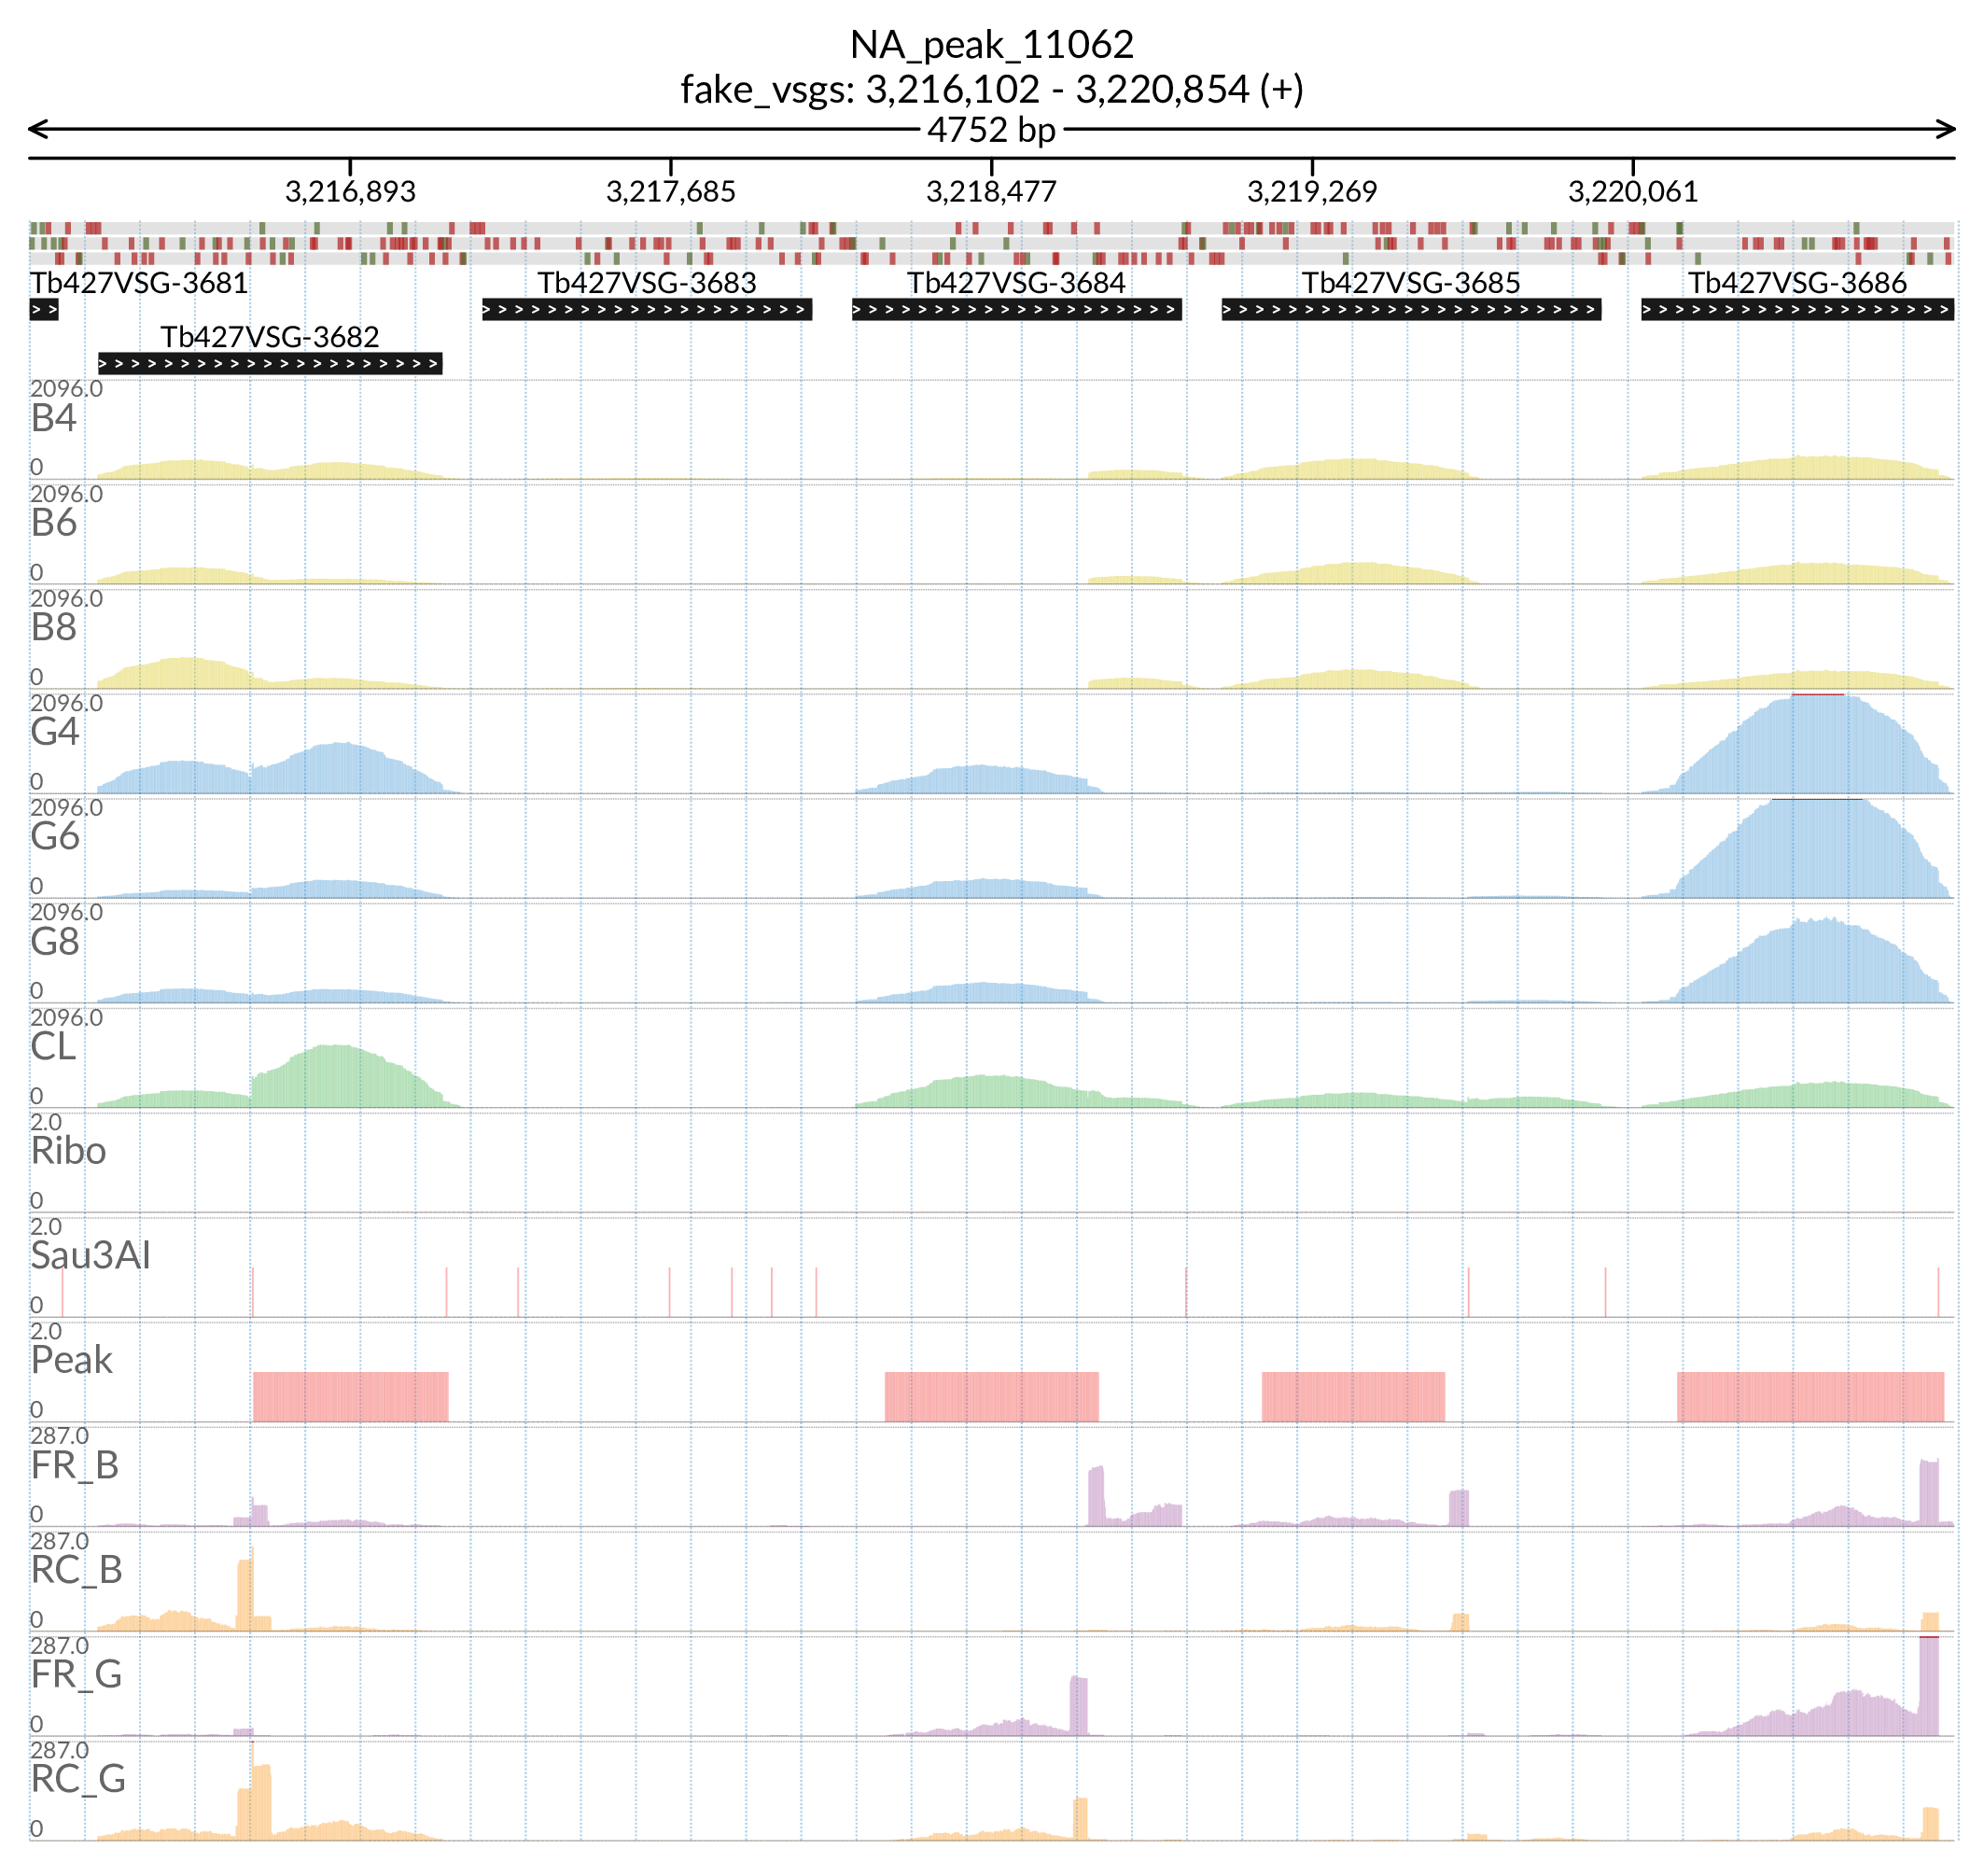 NA_peak_11062
fake_vsgs: 3,216,102 - 3,220,854 (+)
4752 bp
3,216,893 3,217,685 3,218,477 3,219,269 3,220,061
Tb427VSG-3681 Tb427VSG-3683 Tb427VSG-3684 Tb427VSG-3685 Tb427VSG-3686
Tb427VSG-3682
2096.0
B4
0
2096.0
B6
0
2096.0
B8
0
2096.0
G4
0
2096.0
G6
0
2096.0
G8
0
2096.0
CL
0
2.0
Ribo
0
2.0
Sau3AI
0
2.0
Peak
0
287.0
FR_B
0
287.0
RC_B
0
287.0
FR_G
0
287.0
RC_G
0